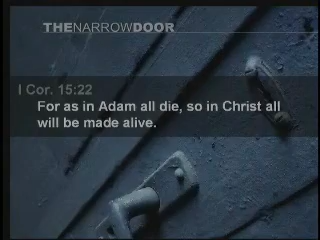 THENARROWDOOR
I Cor. 15:22
For as in Adam all die, so in Christ all
will be made alive.